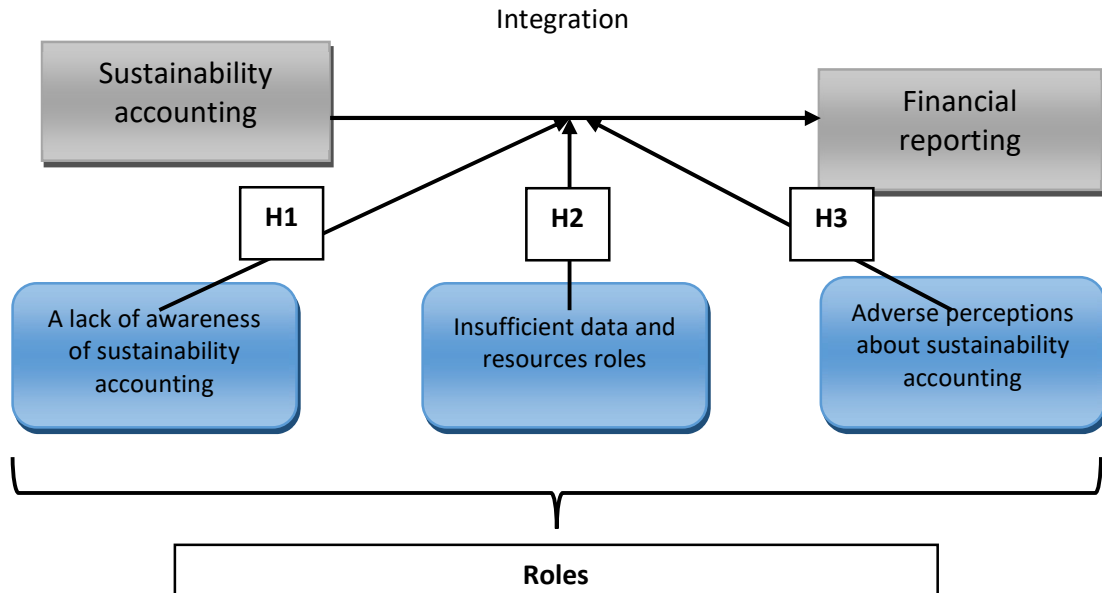 Integration
Sustainability
accounting
Financial
reporting
H1
H2
H3
A lack of awareness
of sustainability
accounting
Insufficient data and
resources roles
Adverse perceptions
about sustainability
accounting
Roles